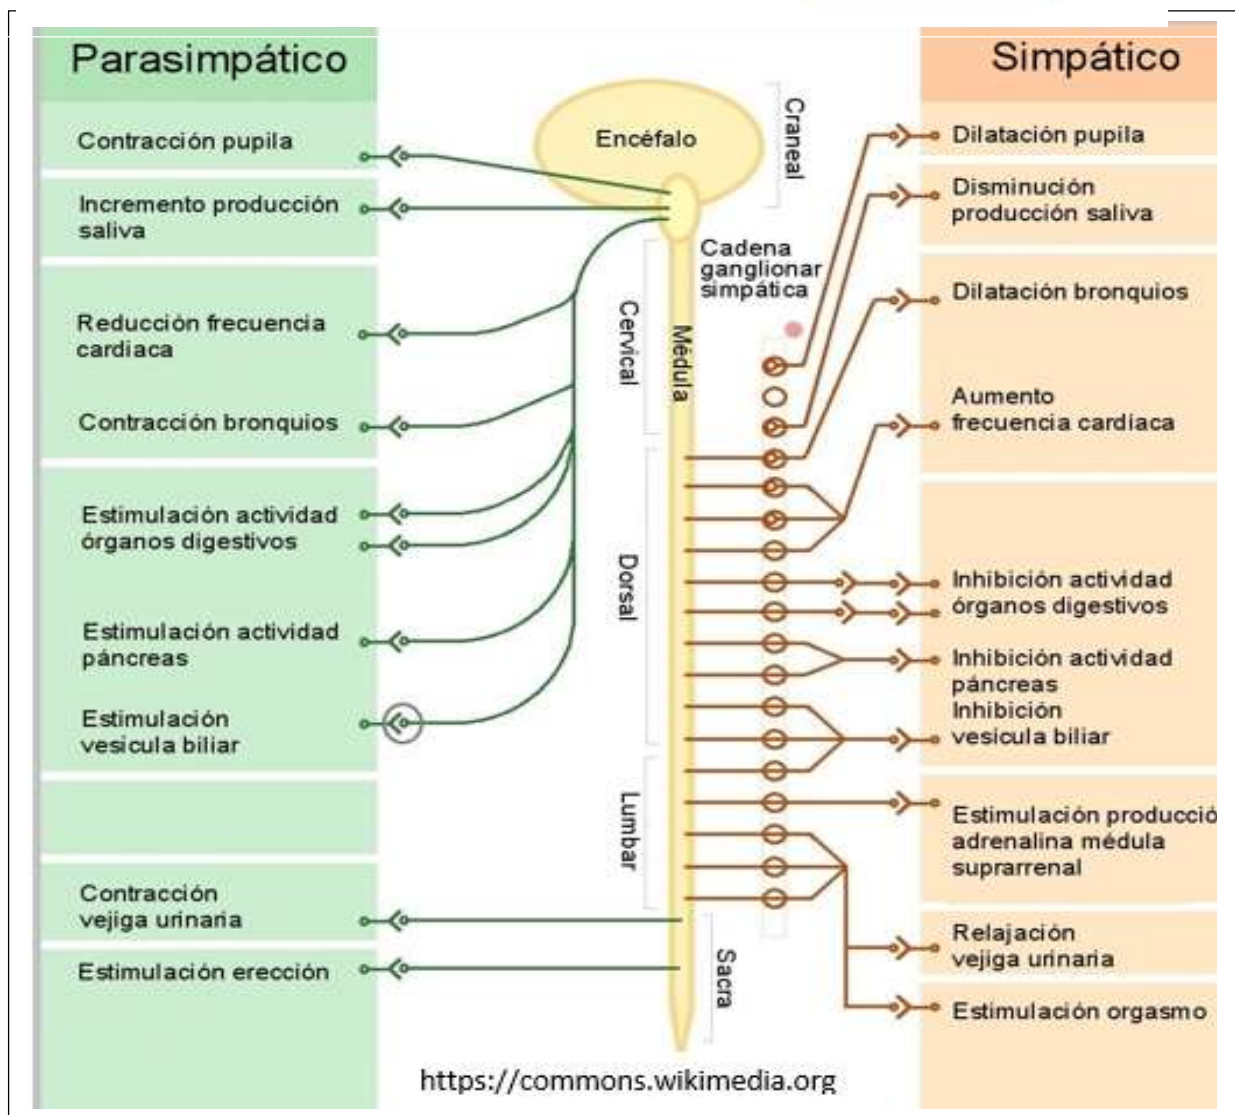 Parasimpático
Contracción pupila
Incremento producción
saliva
Reducción frecuencia
cardiaca
Contracción bronquios
Estimulación actividad
órganos digestivos
Estimulación actividad
páncreas
Estimulación
vesícula biliar
Contracción
vejiga urinaria
Estimulación erección
Encéfalo
Craneal
Cadena
ganglionar
simpática
Cervical
Médula
Dorsal
Lumbar
Sacra
Simpático
Dilatación pupila
Disminución
producción saliva
Dilatación bronquios
Aumento
frecuencia cardíaca
Inhibición actividad
órganos digestivos
Inhibición actividad
páncreas
Inhibición
vesícula biliar
Estimulación producció
adrenalina médula
suprarrenal
Relajación
vejiga urinaria
Estimulación orgasmo
https://commons.wikimedia.org